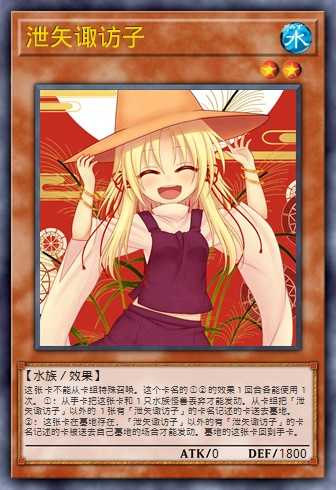 泄矢诹访子
水
【水族／效果】
这张卡不能从卡组特殊召唤。这个卡名的①②的效果1回合各能使用1
次。①：从手卡把这张卡和1只水族怪兽丢弃才能发动。从卡组把「泄
矢诹访子」以外的1张有「泄矢诹访子」的卡名记述的卡送去墓地。
②：这张卡在墓地存在，「泄矢诹访子」以外的有「泄矢诹访子」的卡
名记述的卡被送去自己墓地的场合才能发动。墓地的这张卡回到手卡。
ATK/0 DEF/1800